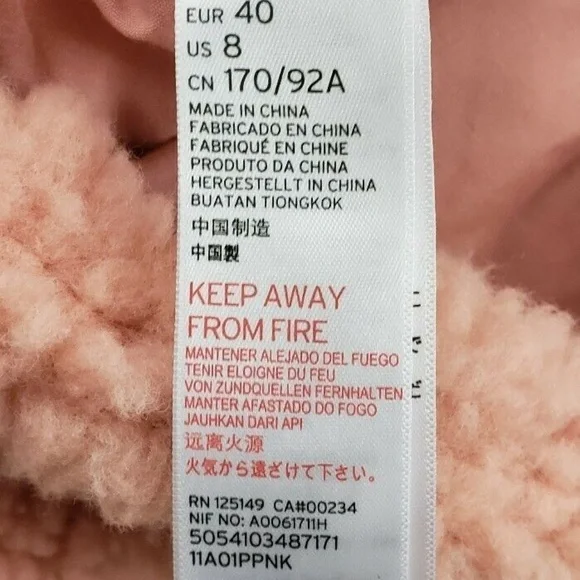 EUR 40
US 8
CN 170/92A
MADE IN CHINA
FABRICADO EN CHINA
FABRIQUÉ EN CHINE
PRODUTO DA CHINA
HERGESTELLT IN CHINA
BUATAN TIONGKOK
中国制造
中国製
KEEP AWAY
FROM FIRE
MANTENER ALEJADO DEL FUEGO
TENIR ELOIGNE DU FEU
VON ZUNDQUELLEN FERNHALTEN
MANTER AFASTADO DO FOGO
JAUHKAN DARI API
远离火源
火気から遠ざけて下さい。
RN 125149 CA#00234
NIF NO: A0061711H
5054103487171
11A01PPNK